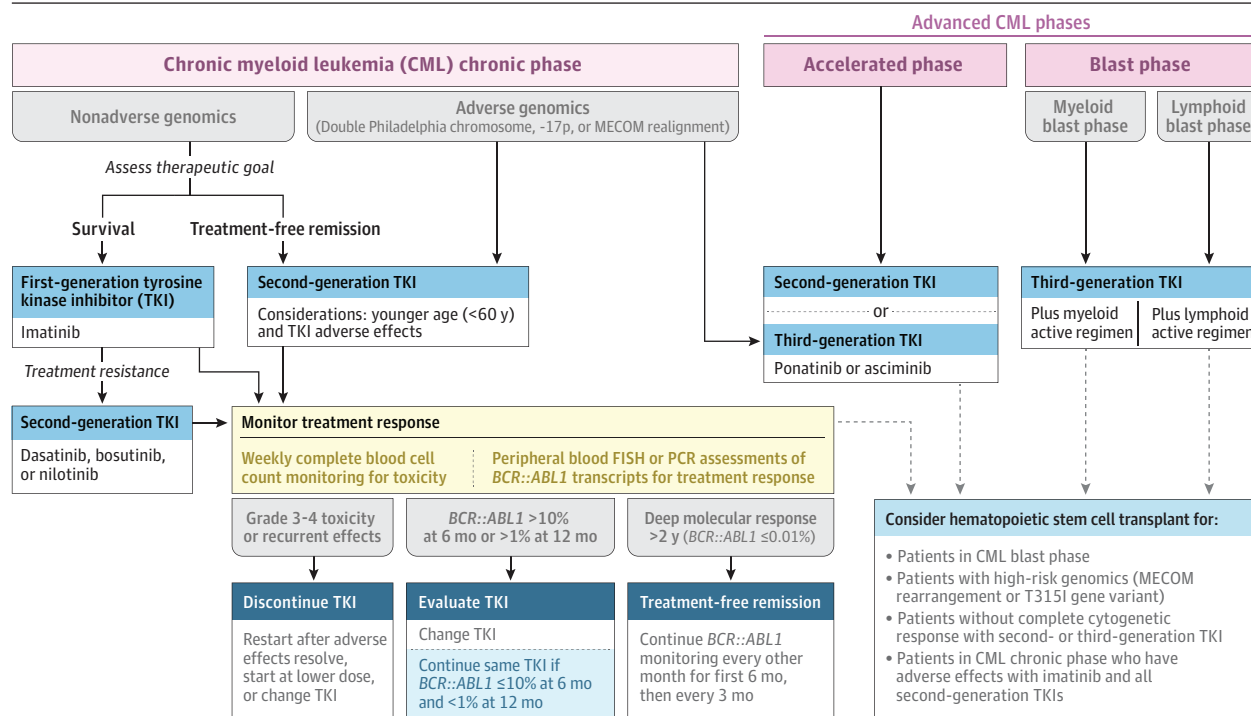 Advanced CML phases
Chronic myeloid leukemia (CML) chronic phase
Accelerated phase
Blast phase
Nonadverse genomics
Adverse genomics
(Double Philadelphia chromosome, -17p, or MECOM realignment)
Myeloid
blast phase
Lymphoid
blast phase
Assess therapeutic goal
Survival
Treatment-free remission
First-generation tyrosine
kinase inhibitor (TKI)
Imatinib
Second-generation TKI
Considerations: younger age (<60 y)
and TKI adverse effects
Second-generation TKI
or
Third-generation TKI
Ponatinib or asciminib
Third-generation TKI
Plus myeloid
active regimen
Plus lymphoid
active regimen
Treatment resistance
Second-generation TKI
Dasatinib, bosutinib,
or nilotinib
Monitor treatment response
Weekly complete blood cell
count monitoring for toxicity
Peripheral blood FISH or PCR assessments of
BCR::ABL1 transcripts for treatment response
Grade 3-4 toxicity
or recurrent effects
BCR::ABL1 >10%
at 6 mo or >1% at 12 mo
Deep molecular response
>2 y (BCR::ABL1 ≤0.01%)
Discontinue TKI
Restart after adverse
effects resolve,
start at lower dose,
or change TKI
Evaluate TKI
Change TKI
Continue same TKI if
BCR::ABL1 ≤10% at 6 mo
and <1% at 12 mo
Treatment-free remission
Continue BCR::ABL1
monitoring every other
month for first 6 mo,
then every 3 mo
Consider hematopoietic stem cell transplant for:
• Patients in CML blast phase
• Patients with high-risk genomics (MECOM
rearrangement or T315I gene variant)
• Patients without complete cytogenetic
response with second- or third-generation TKI
• Patients in CML chronic phase who have
adverse effects with imatinib and all
second-generation TKIs